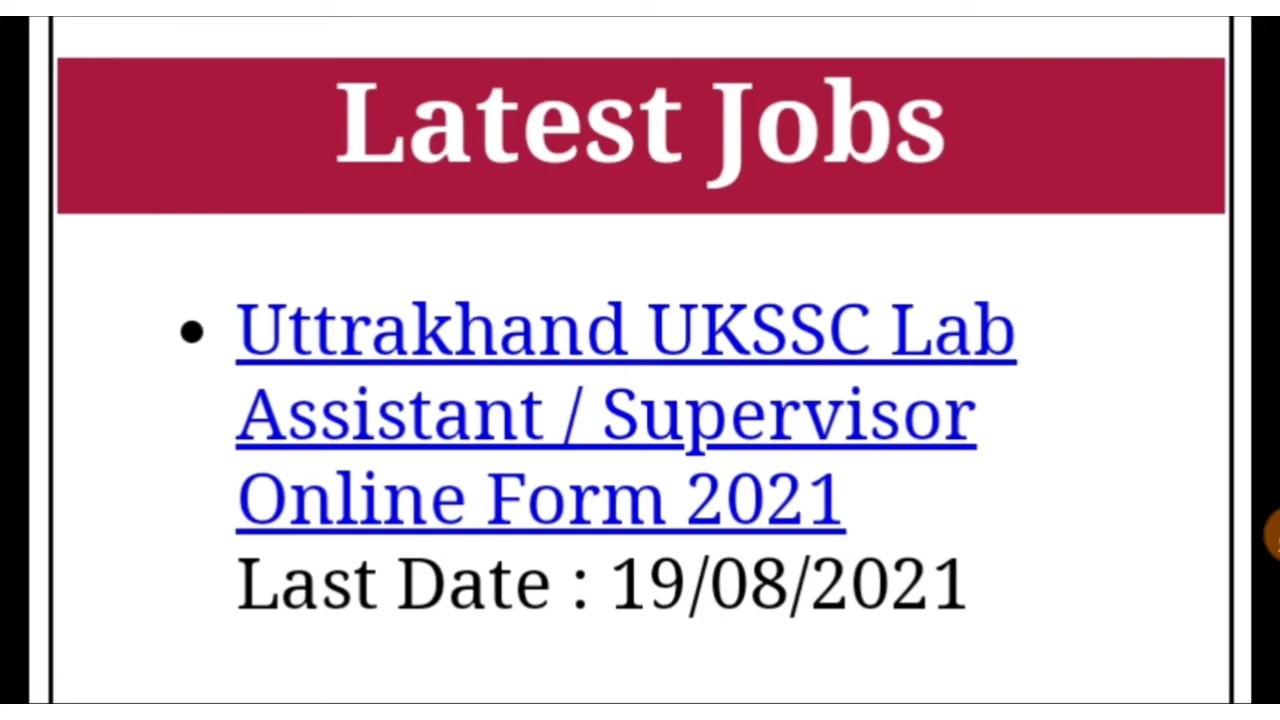 Latest Jobs
Uttrakhand UKSSC Lab
Assistant / Supervisor
Online Form 2021
Last Date : 19/08/2021